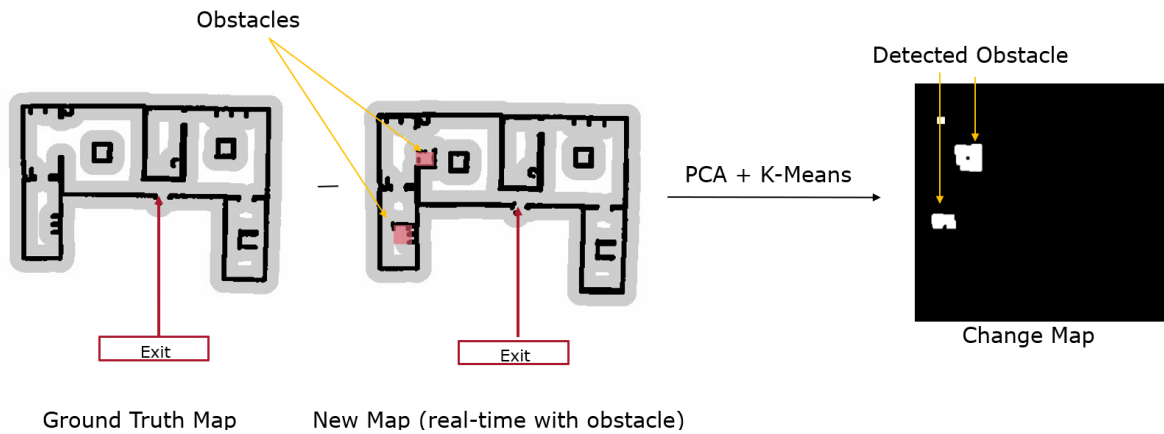 Obstacles
Detected Obstacle
PCA + K-Means
Exit
Exit
Change Map
Ground Truth Map
New Map (real-time with obstacle)